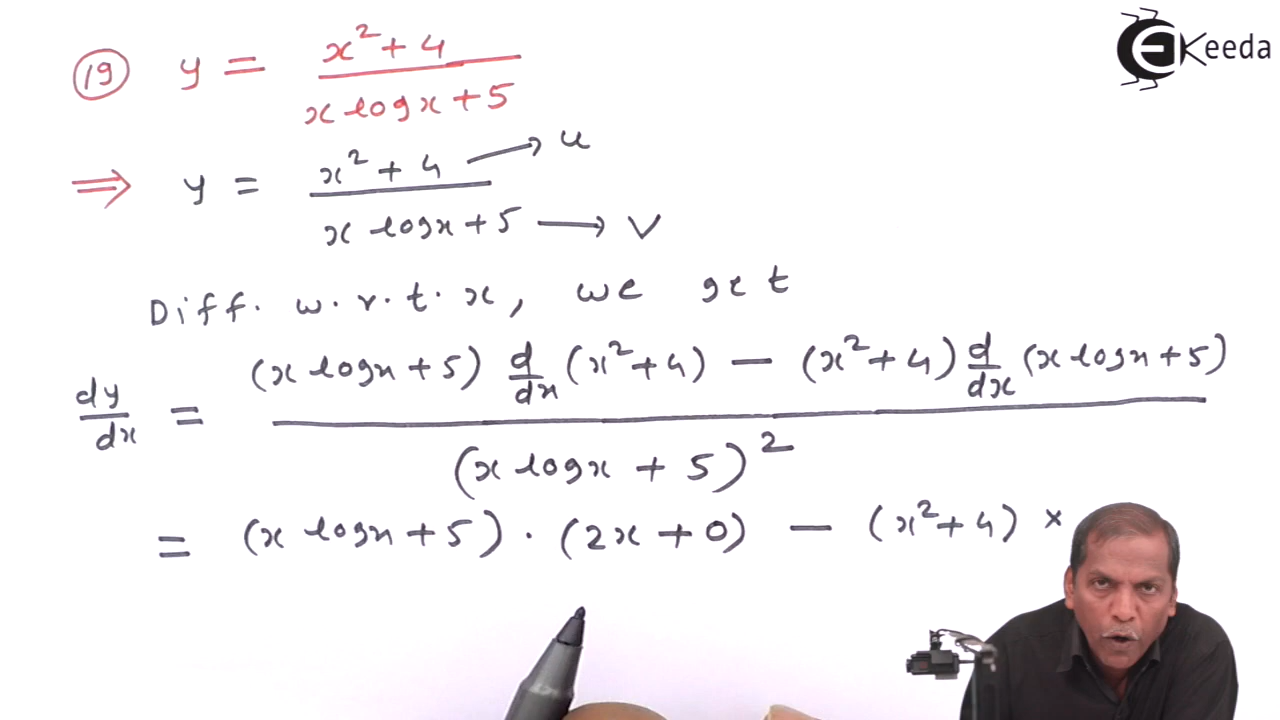 Ekeeda
(19) y = x² + 4 / x log x + 5
⇒ y = x² + 4 → u / x log x + 5 → v
Diff. w.r.t. x, we get
dy/dx = (x log x + 5) d/dx (x² + 4) − (x² + 4) d/dx (x log x + 5) / (x log x + 5)²
= (x log x + 5) · (2x + 0) − (x² + 4) ×